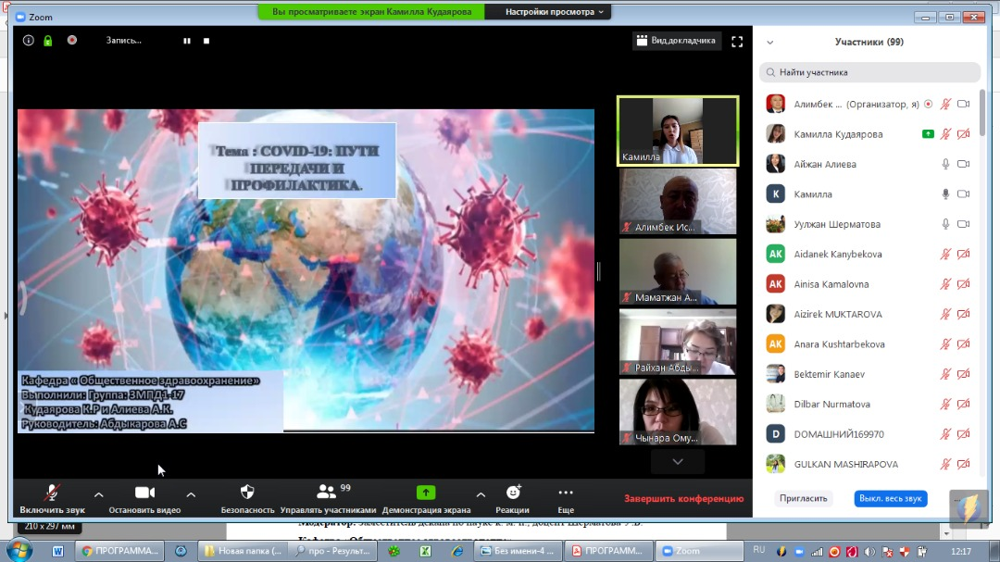 Zoom
Вы просматриваете экран Камилла Кудаярова
Настройки просмотра
Запись...
Вид докладчика
Тема : COVID-19: ПУТИ
ПЕРЕДАЧИ И
ПРОФИЛАКТИКА.
Кафедра « Общественное здравоохранение»
Выполнили: Группа: ЗМПД1-17
Кудаярова К.Р и Алиева А.К.
Руководитель: Абдыкарова А.С
Камилла
Алимбек Ис...
Маматжан А...
Райхан Абды...
Чынара Ому...
Участники (99)
Найти участника
Алимбек ... (Организатор, я)
Камилла Кудаярова
Айжан Алиева
К Камилла
Уулжан Шерматова
AK Aidanek Kanybekova
AK Ainisa Kamalovna
Aizirek MUKTAROVA
AK Anara Kushtarbekova
Bektemir Kanaev
Dilbar Nurmatova
D DOМАШНИЙ169970
GULKAN MASHIRAPOVA
Пригласить
Выкл. весь звук
Включить звук
Остановить видео
Безопасность
99
Управлять участниками
Демонстрация экрана
Реакции
Еще
Завершить конференцию
210 x 297 мм
Модератор: заместитель декана по науке к. м. н., доцент Шерматова У.Б.
Кафедра «Общественное здравоохранение»
ПРОГРАММА...
Новая папка (...
про - Результ...
Без имени-4 ...
ПРОГРАММ...
Zoom
RU
12:17